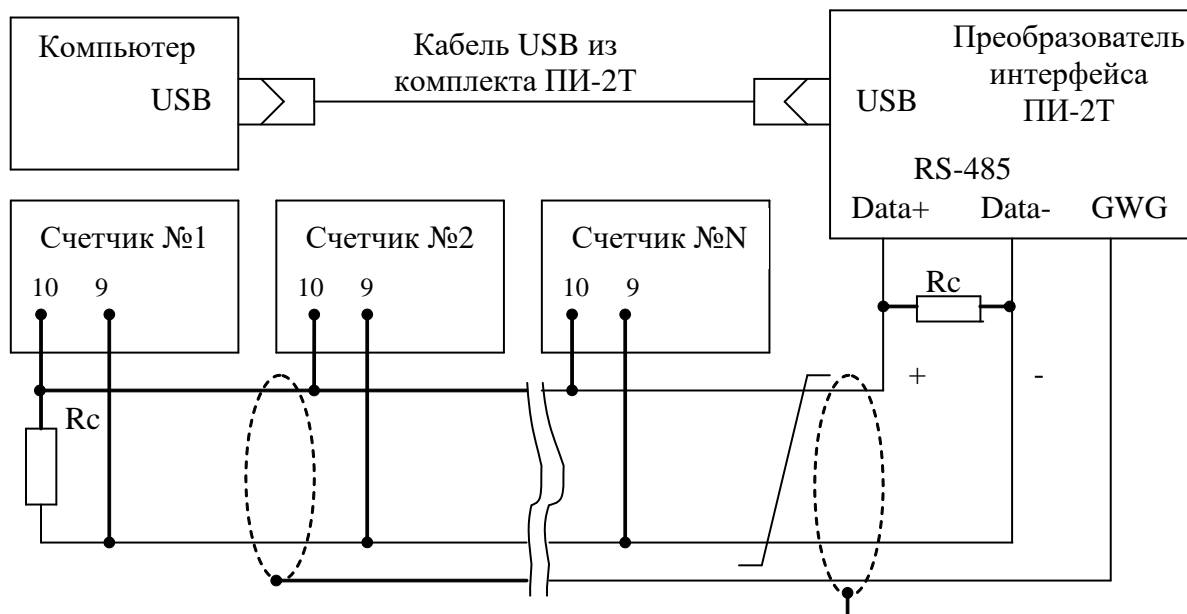 Компьютер
USB
Кабель USB из
комплекта ПИ-2Т
Преобразователь
интерфейса
ПИ-2Т
USB
RS-485
Data+ Data- GWG
Счетчик №1
10 9
Счетчик №2
10 9
Счетчик №N
10 9
Rc
+ -
Rc